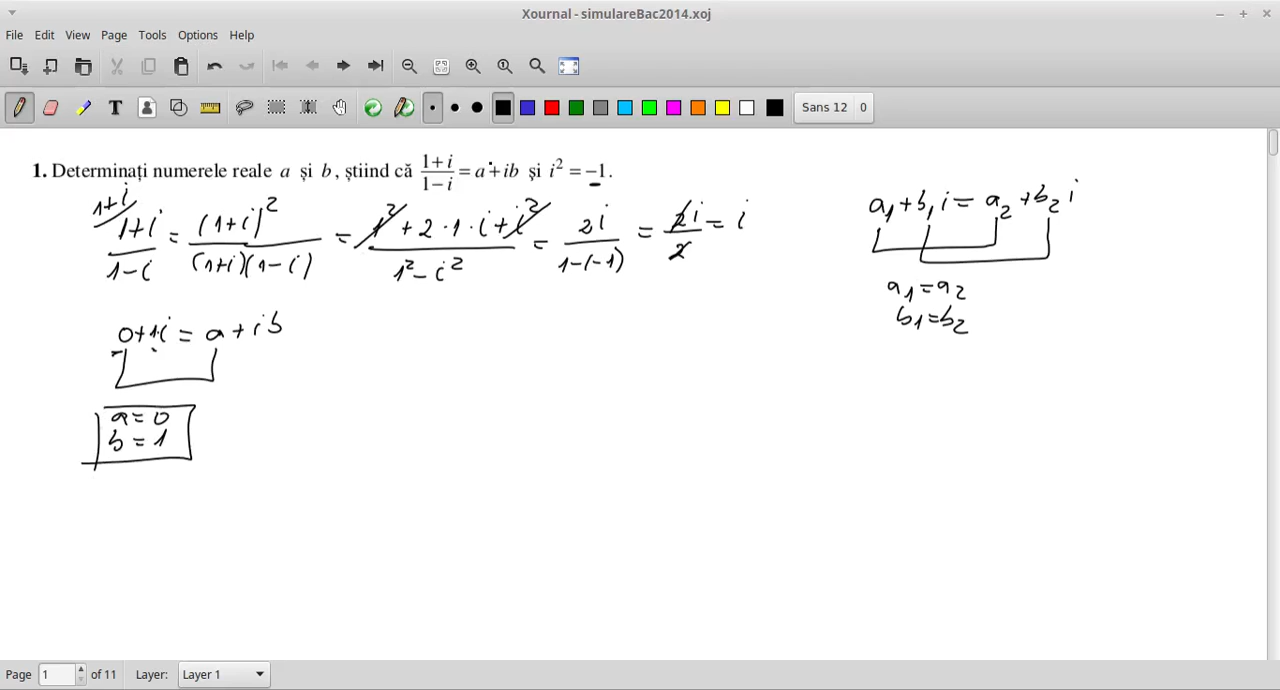 Xournal - simulareBac2014.xoj
File Edit View Page Tools Options Help
Sans 12 0
1. Determinați numerele reale a și b, știind că (1+i)/(1−i) = a + ib și i² = −1.
1+i/ (1+i)/(1−i) = (1+i)²/((1+i)(1−i)) = (1² + 2·1·i + i²)/(1² − i²) = 2i/(1−(−1)) = 2i/2 = i
a₁ + b₁i = a₂ + b₂i
a₁ = a₂
b₁ = b₂
0+1·i = a + ib
a = 0
b = 1
Page 1 of 11 Layer: Layer 1